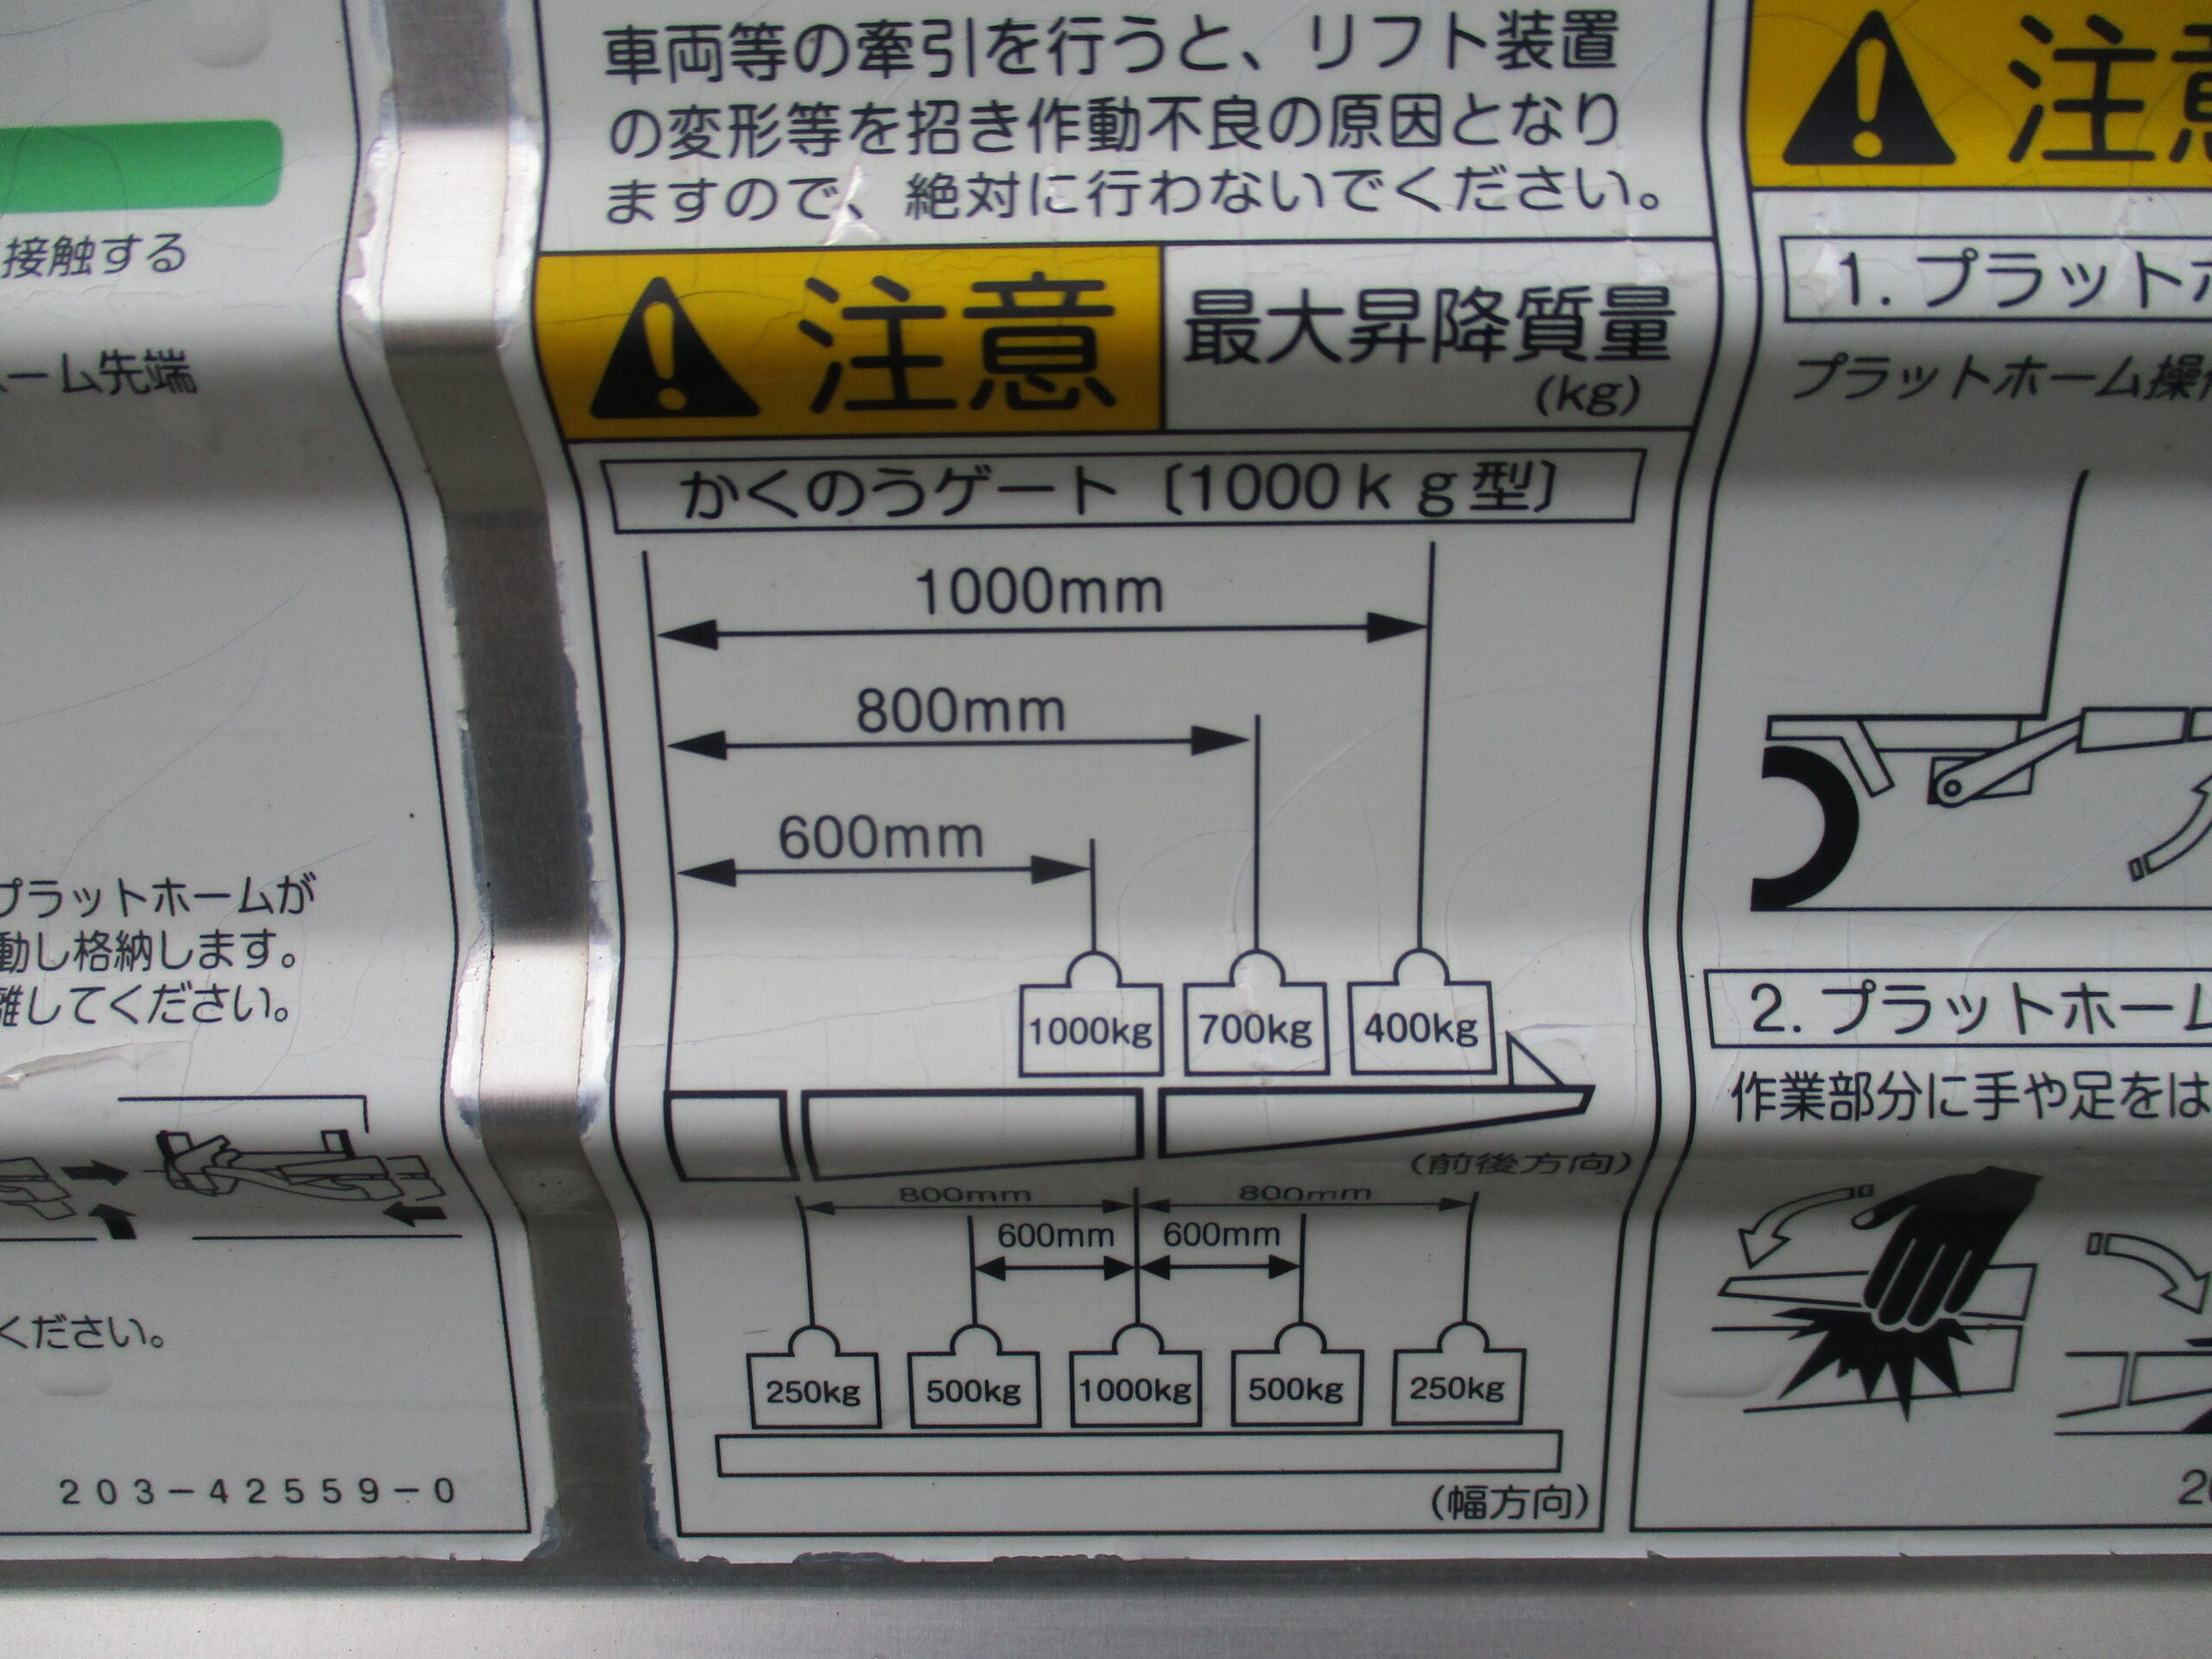 接触する
ーム先端
プラットホームが
動し格納します。
離してください。
ください。
203-42559-0
車両等の牽引を行うと、リフト装置
の変形等を招き作動不良の原因となり
ますので、絶対に行わないでください。
注意
最大昇降質量
(kg)
かくのうゲート〔1000kg型〕
1000mm
800mm
600mm
1000kg 700kg 400kg
(前後方向)
800mm 800mm
600mm 600mm
250kg 500kg 1000kg 500kg 250kg
(幅方向)
注意
1. プラットホ
プラットホーム操作
2. プラットホーム
作業部分に手や足をは